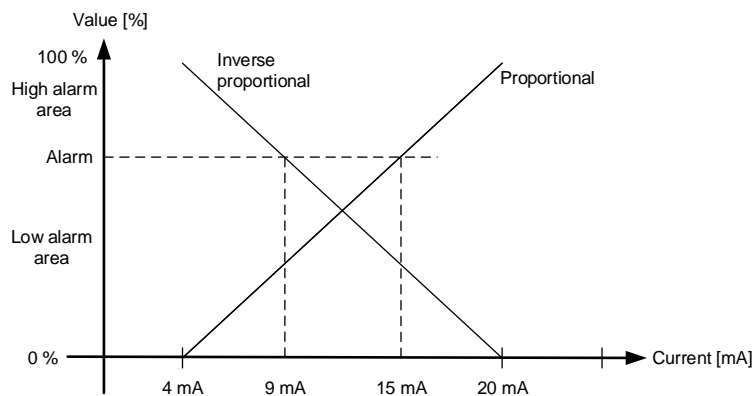 Value [%]
100 %
Inverse
proportional
Proportional
High alarm
area
Alarm
Low alarm
area
0 %
Current [mA]
4 mA
9 mA
15 mA
20 mA